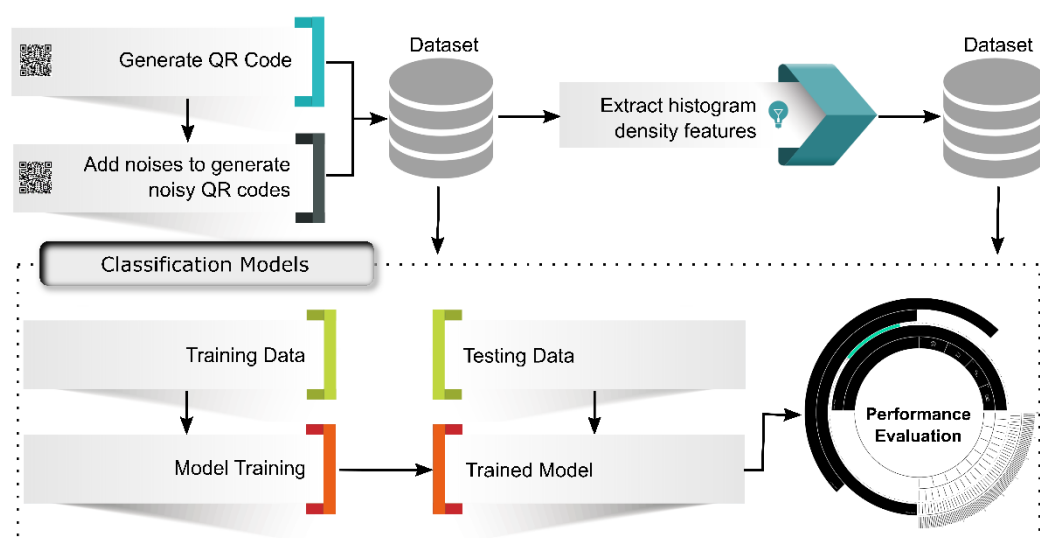 Generate QR Code
Add noises to generate
noisy QR codes
Dataset
Extract histogram
density features
Dataset
Classification Models
Training Data
Testing Data
Model Training
Trained Model
Performance
Evaluation